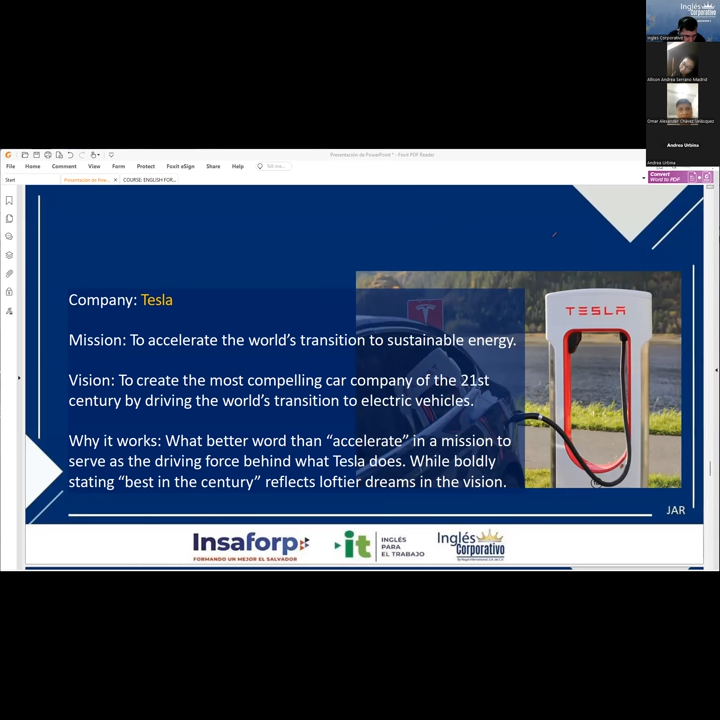 Inglés
Corporativo
Inglés Corporativo
Allison Andrea Serrano Madrid
Omar Alexander Chávez Velásquez
Andrea Urbina
Andrea Urbina
Presentación de PowerPoint * - Foxit PDF Reader
File Home Comment View Form Protect Foxit eSign Share Help Tell me...
Convert
Word to PDF
Start Presentación de Pow... COURSE: ENGLISH FOR...
TESLA
Company: Tesla
Mission: To accelerate the world’s transition to sustainable energy.
Vision: To create the most compelling car company of the 21st
century by driving the world’s transition to electric vehicles.
Why it works: What better word than “accelerate” in a mission to
serve as the driving force behind what Tesla does. While boldly
stating “best in the century” reflects loftier dreams in the vision.
JAR
Insaforp
FORMANDO UN MEJOR EL SALVADOR
it
INGLÉS
PARA
EL TRABAJO
Inglés
Corporativo